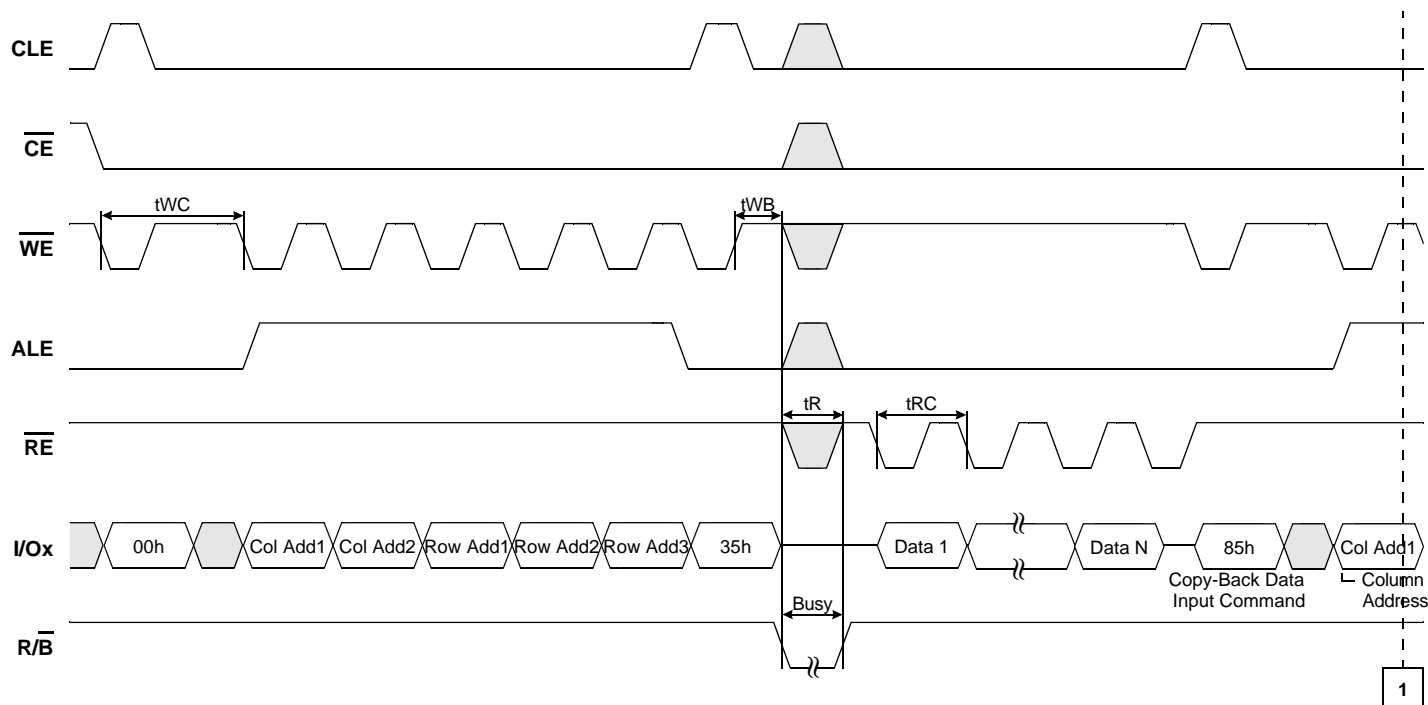 CLE
CE
tWC
tWB
WE
ALE
tR
tRC
RE
I/Ox
00h
Col Add1
Col Add2
Row Add1
Row Add2
Row Add3
35h
Data 1
Data N
85h
Col Add1
Copy-Back Data
Input Command
Column
Address
Busy
R/B
1